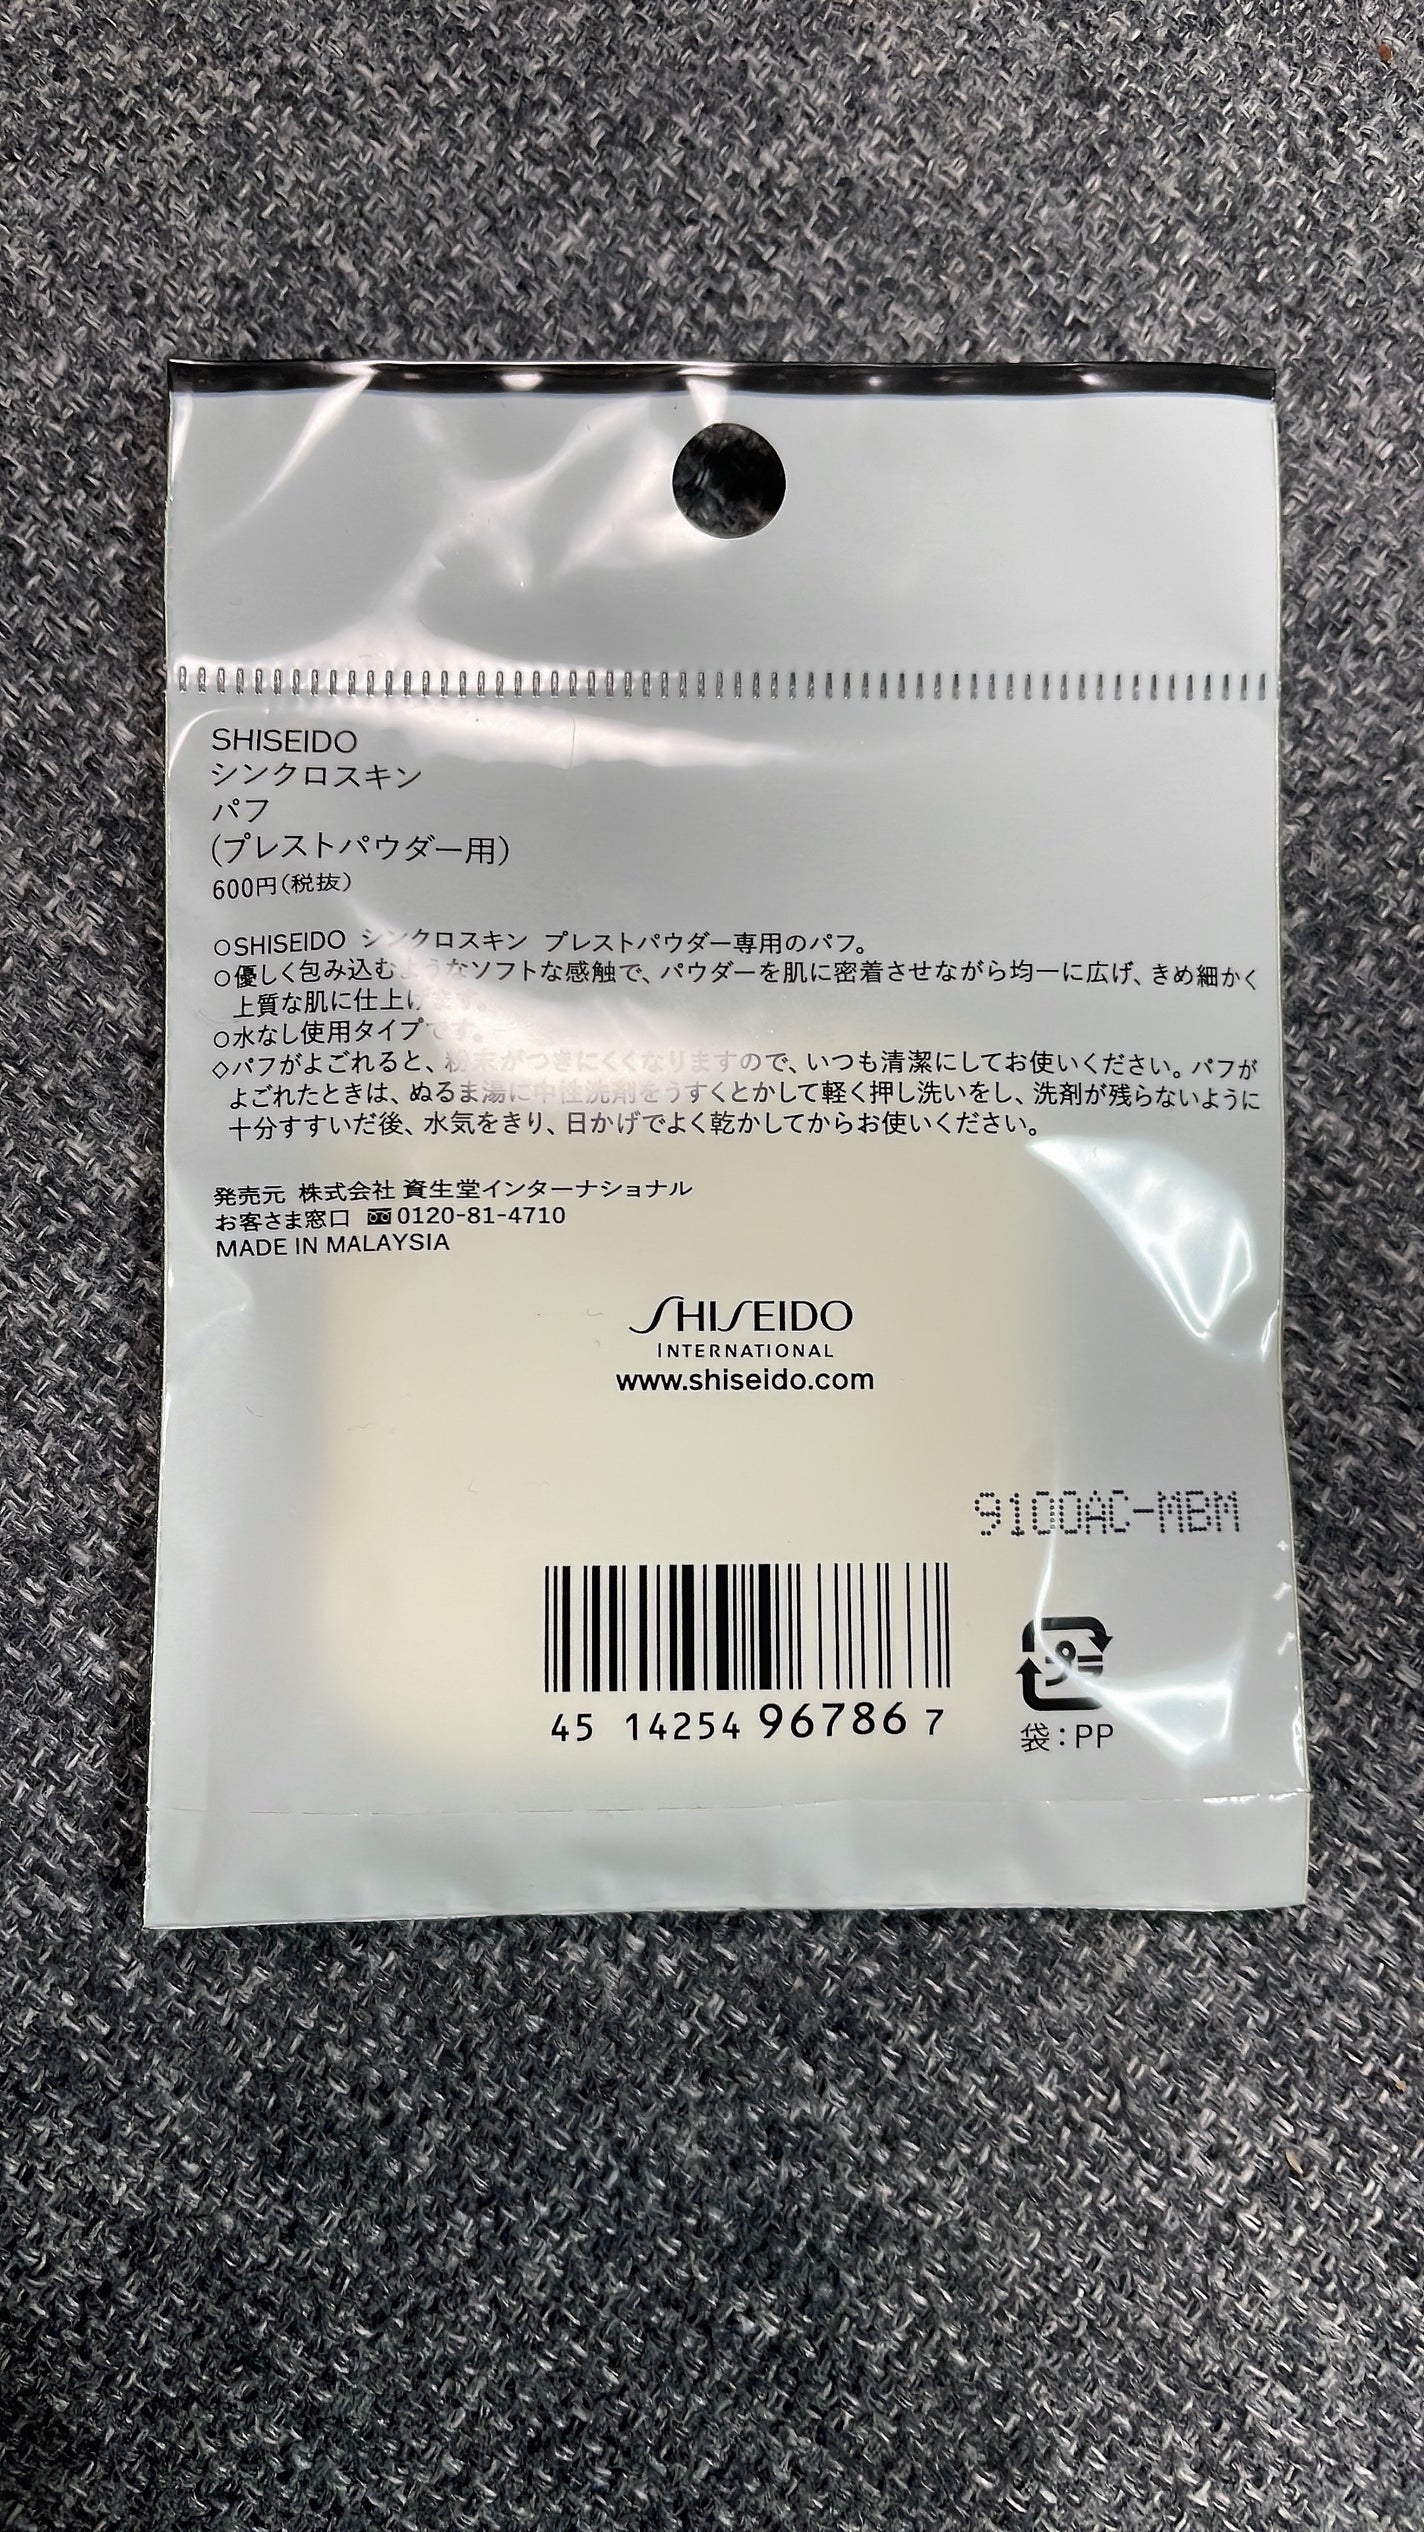 SHISEIDO
シンクロスキン
パフ
(プレストパウダー用)
600円(税抜)
○SHISEIDO シンクロスキン プレストパウダー専用のパフ。
○優しく包み込むようなソフトな感触で、パウダーを肌に密着させながら均一に広げ、きめ細かく
上質な肌に仕上げます。
○水なし使用タイプです。
◇パフがよごれると、粉末がつきにくくなりますので、いつも清潔にしてお使いください。パフが
よごれたときは、ぬるま湯に中性洗剤をうすくとかして軽く押し洗いをし、洗剤が残らないように
十分すすいだ後、水気をきり、日かげでよく乾かしてからお使いください。
発売元 株式会社 資生堂インターナショナル
お客さま窓口 0120-81-4710
MADE IN MALAYSIA
SHISEIDO
INTERNATIONAL
www.shiseido.com
9100AC-MBM
45 14254 96786 7
プラ
袋:PP